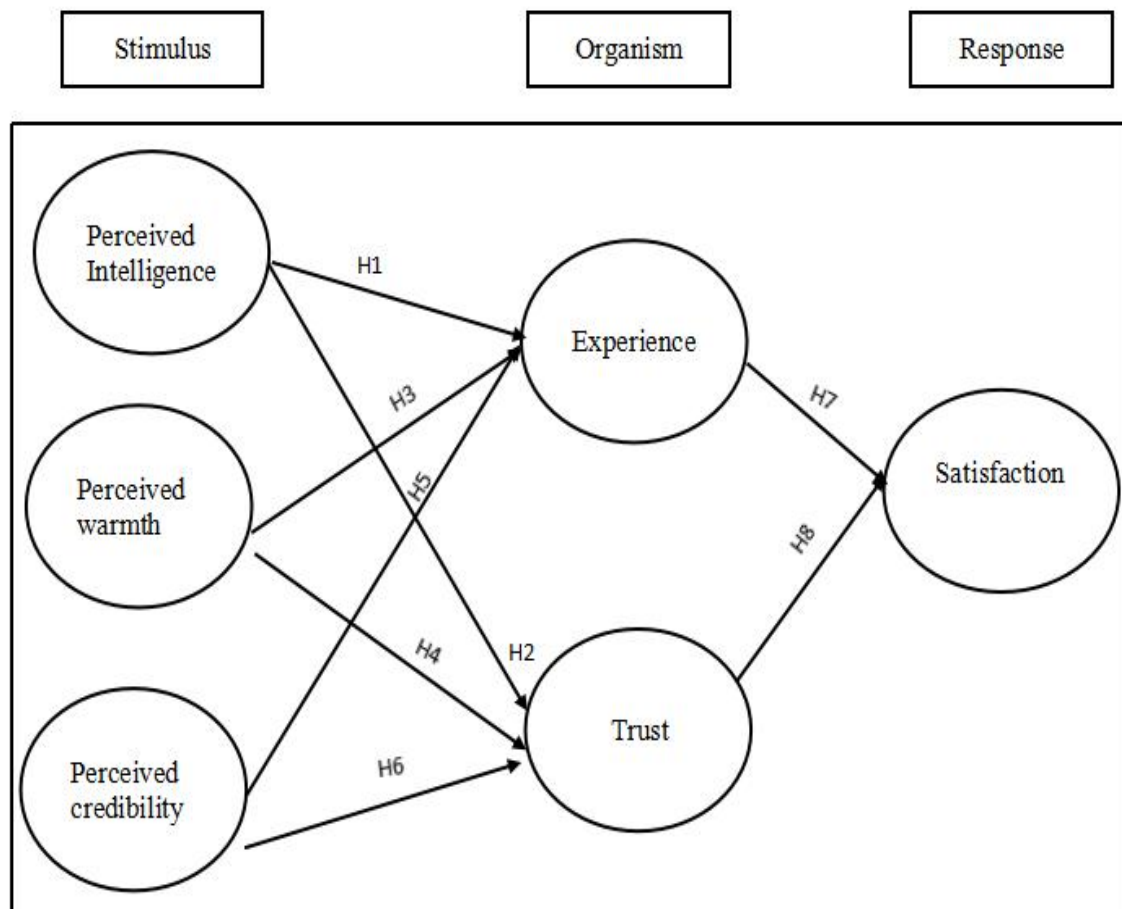 Stimulus
Organism
Response
Perceived
Intelligence
H1
Experience
H3
H7
H5
Perceived
warmth
Satisfaction
H8
H4
H2
Trust
H6
Perceived
credibility